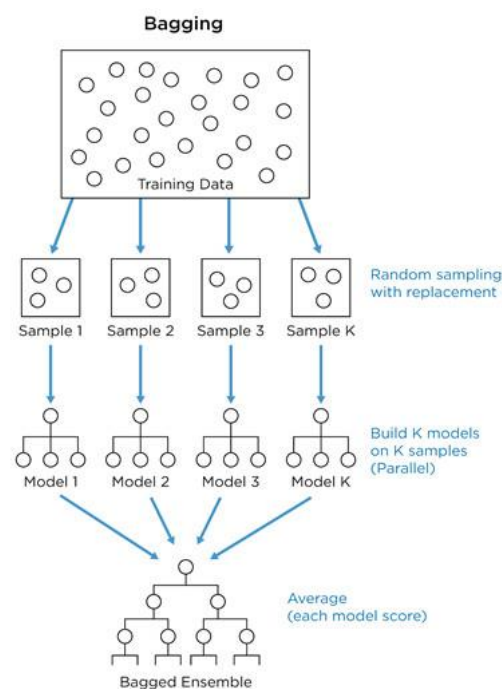 Bagging
Training Data
Random sampling
with replacement
Sample 1 Sample 2 Sample 3 Sample K
Build K models
on K samples
(Parallel)
Model 1 Model 2 Model 3 Model K
Average
(each model score)
Bagged Ensemble